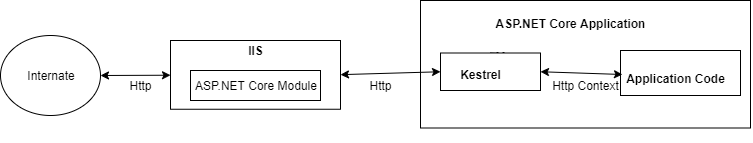 ASP.NET Core Application
IIS
Internate
Http
ASP.NET Core Module
Http
Kestrel
Http Context
Application Code